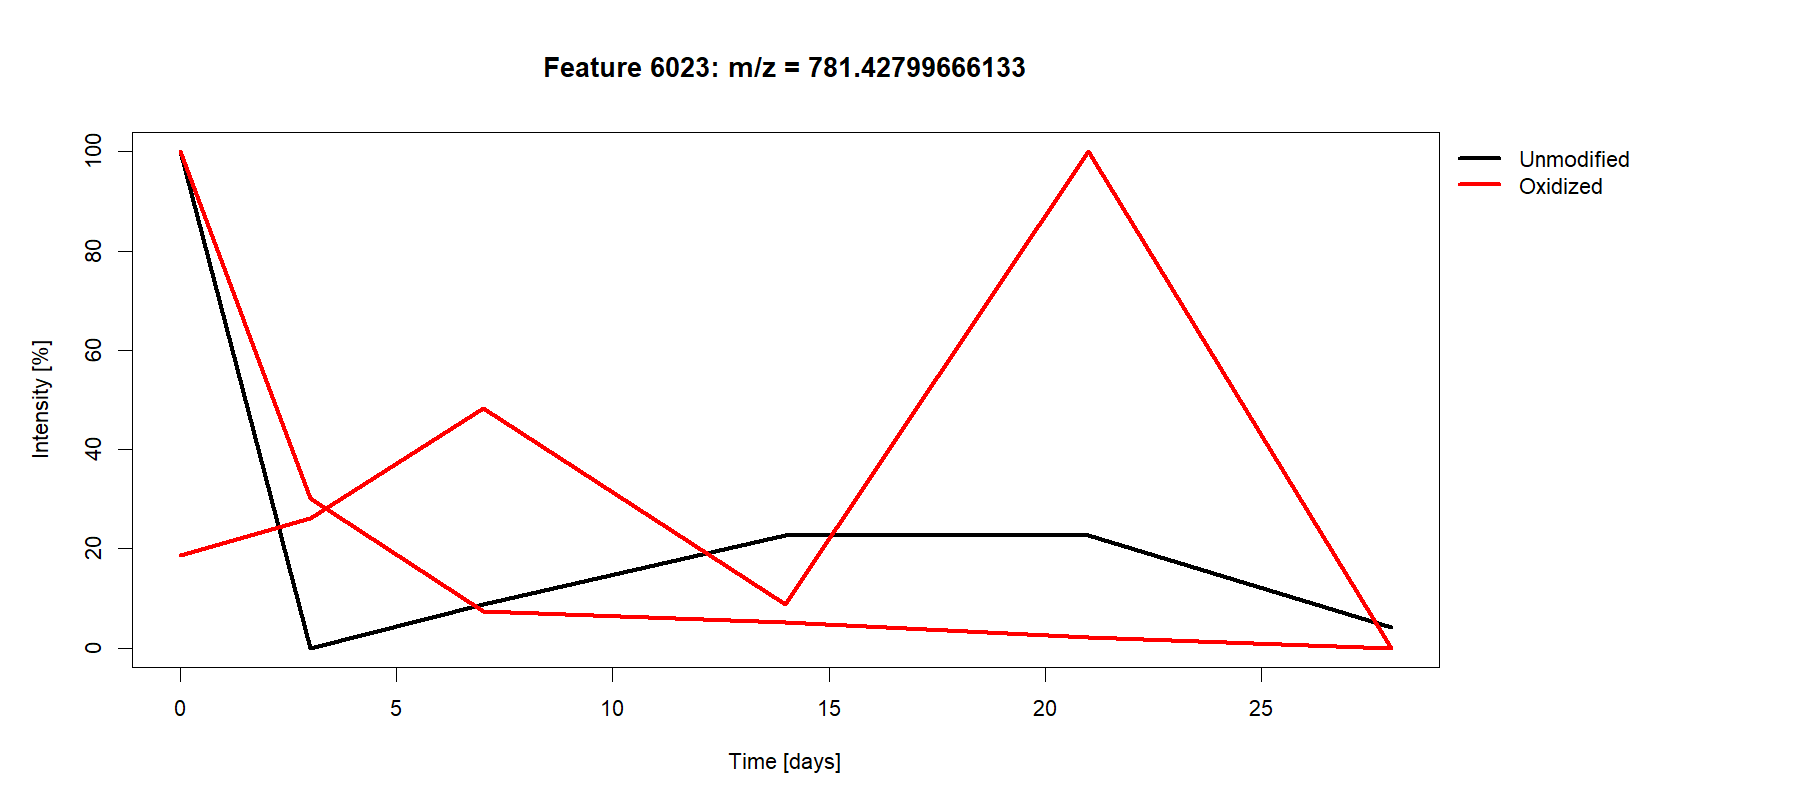 Feature 6023: m/z = 781.42799666133
Unmodified
Oxidized
Intensity [%]
100
80
60
40
20
0
0 5 10 15 20 25
Time [days]